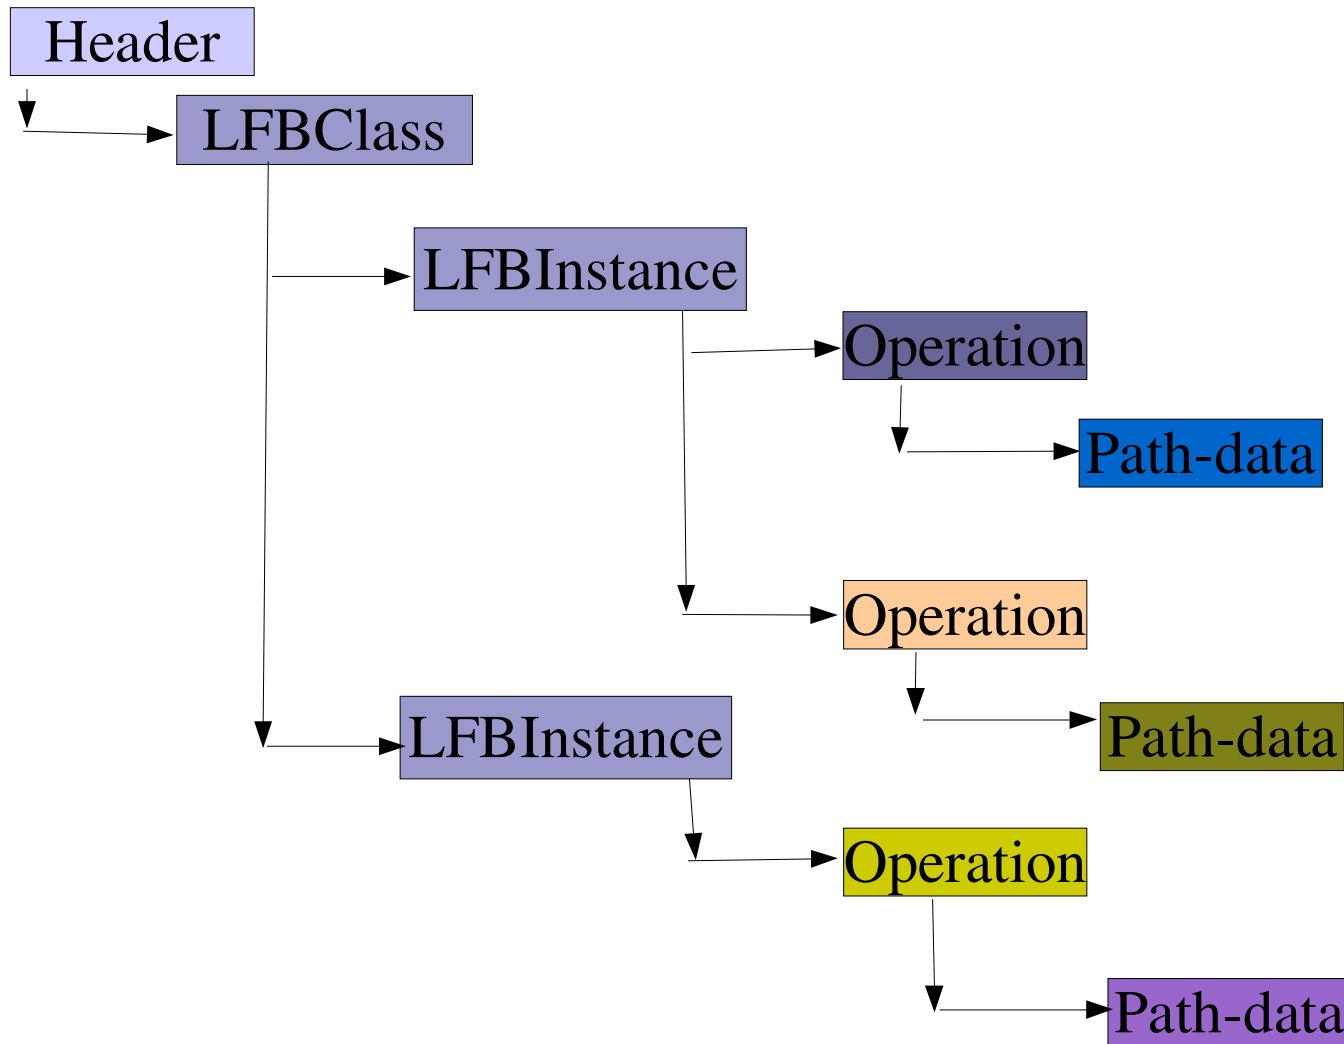 Header
LFBClass
LFBInstance
Operation
Path-data
Operation
Path-data
LFBInstance
Operation
Path-data